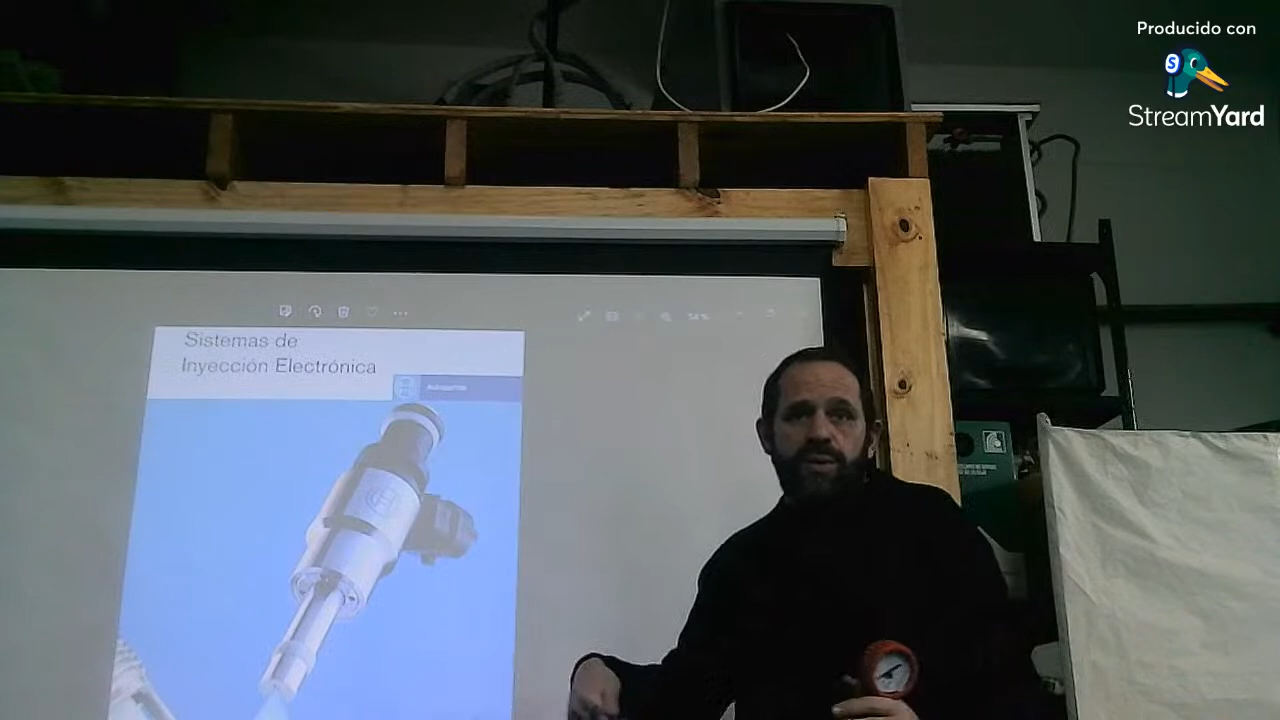 Producido con
StreamYard
Sistemas de
Inyección Electrónica